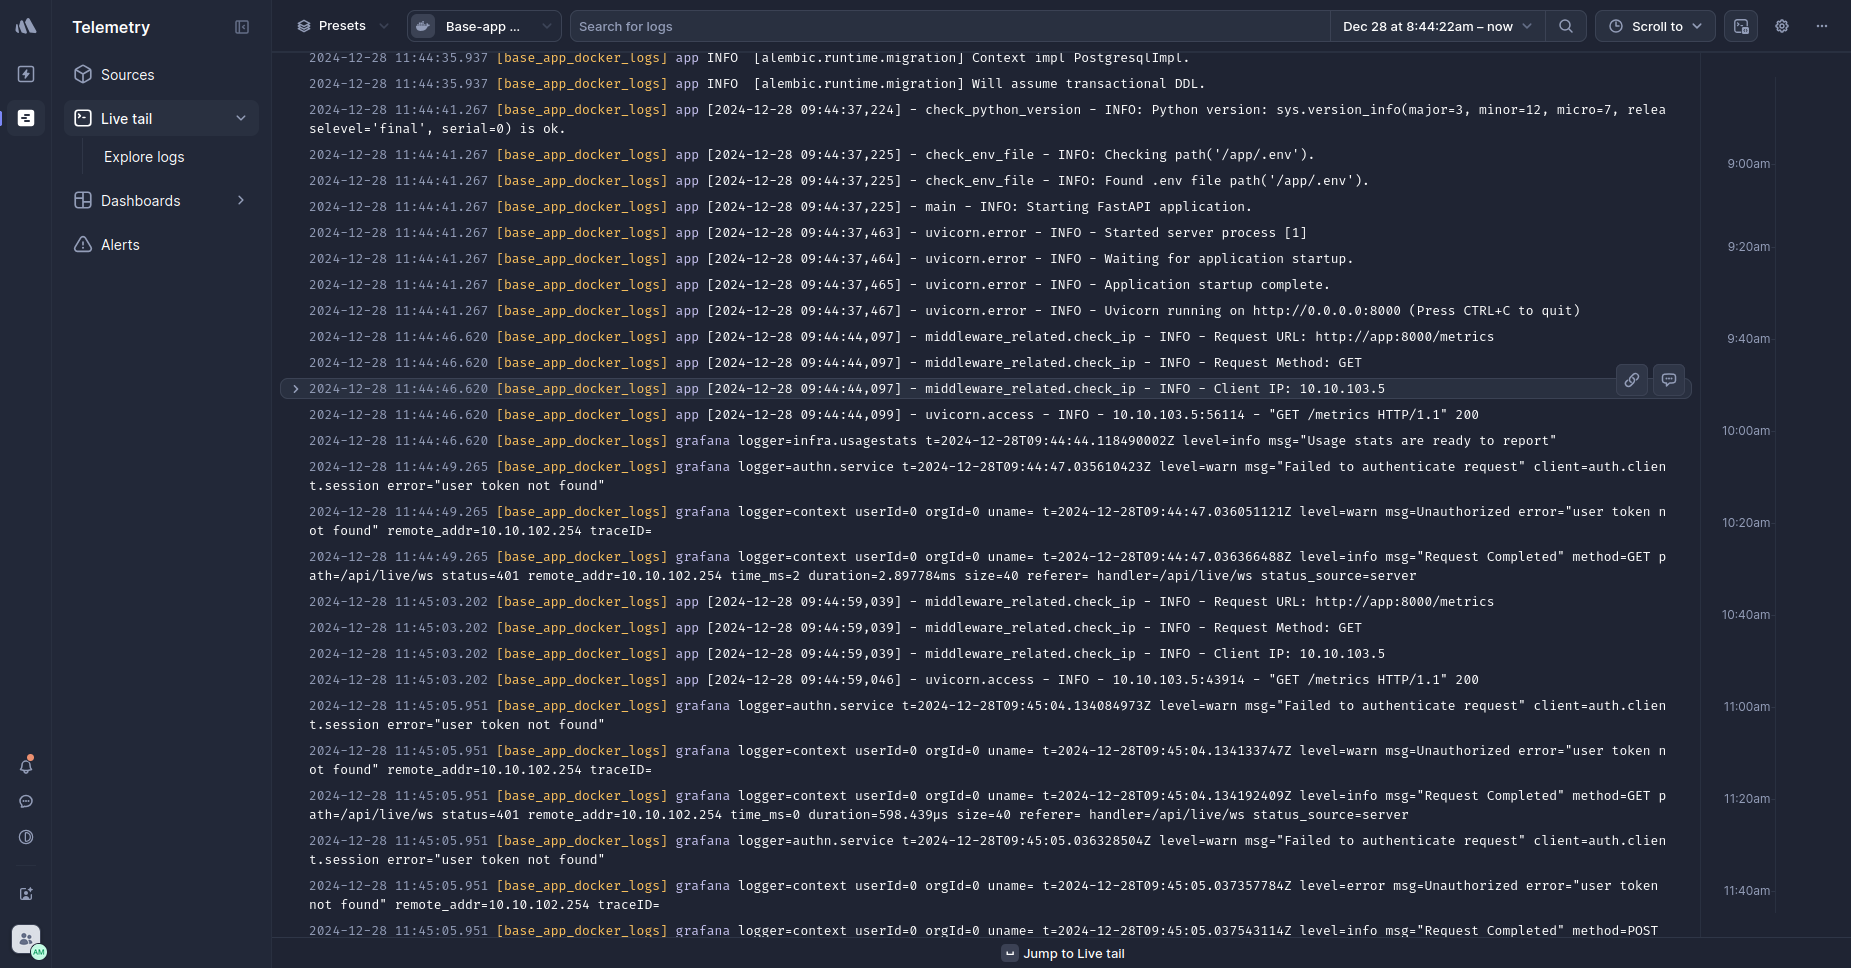 Telemetry
Sources
Live tail
Explore logs
Dashboards
Alerts
AM
Presets
Base-app ...
Search for logs
Dec 28 at 8:44:22am – now
Scroll to
2024-12-28 11:44:35.937 [base_app_docker_logs] app INFO  [alembic.runtime.migration] Context impl PostgresqlImpl.
2024-12-28 11:44:35.937 [base_app_docker_logs] app INFO  [alembic.runtime.migration] Will assume transactional DDL.
2024-12-28 11:44:41.267 [base_app_docker_logs] app [2024-12-28 09:44:37,224] - check_python_version - INFO: Python version: sys.version_info(major=3, minor=12, micro=7, relea
selevel='final', serial=0) is ok.
2024-12-28 11:44:41.267 [base_app_docker_logs] app [2024-12-28 09:44:37,225] - check_env_file - INFO: Checking path('/app/.env').
2024-12-28 11:44:41.267 [base_app_docker_logs] app [2024-12-28 09:44:37,225] - check_env_file - INFO: Found .env file path('/app/.env').
2024-12-28 11:44:41.267 [base_app_docker_logs] app [2024-12-28 09:44:37,225] - main - INFO: Starting FastAPI application.
2024-12-28 11:44:41.267 [base_app_docker_logs] app [2024-12-28 09:44:37,463] - uvicorn.error - INFO - Started server process [1]
2024-12-28 11:44:41.267 [base_app_docker_logs] app [2024-12-28 09:44:37,464] - uvicorn.error - INFO - Waiting for application startup.
2024-12-28 11:44:41.267 [base_app_docker_logs] app [2024-12-28 09:44:37,465] - uvicorn.error - INFO - Application startup complete.
2024-12-28 11:44:41.267 [base_app_docker_logs] app [2024-12-28 09:44:37,467] - uvicorn.error - INFO - Uvicorn running on http://0.0.0.0:8000 (Press CTRL+C to quit)
2024-12-28 11:44:46.620 [base_app_docker_logs] app [2024-12-28 09:44:44,097] - middleware_related.check_ip - INFO - Request URL: http://app:8000/metrics
2024-12-28 11:44:46.620 [base_app_docker_logs] app [2024-12-28 09:44:44,097] - middleware_related.check_ip - INFO - Request Method: GET
2024-12-28 11:44:46.620 [base_app_docker_logs] app [2024-12-28 09:44:44,097] - middleware_related.check_ip - INFO - Client IP: 10.10.103.5
2024-12-28 11:44:46.620 [base_app_docker_logs] app [2024-12-28 09:44:44,099] - uvicorn.access - INFO - 10.10.103.5:56114 - "GET /metrics HTTP/1.1" 200
2024-12-28 11:44:46.620 [base_app_docker_logs] grafana logger=infra.usagestats t=2024-12-28T09:44:44.118490002Z level=info msg="Usage stats are ready to report"
2024-12-28 11:44:49.265 [base_app_docker_logs] grafana logger=authn.service t=2024-12-28T09:44:47.035610423Z level=warn msg="Failed to authenticate request" client=auth.clien
t.session error="user token not found"
2024-12-28 11:44:49.265 [base_app_docker_logs] grafana logger=context userId=0 orgId=0 uname= t=2024-12-28T09:44:47.036051121Z level=warn msg=Unauthorized error="user token n
ot found" remote_addr=10.10.102.254 traceID=
2024-12-28 11:44:49.265 [base_app_docker_logs] grafana logger=context userId=0 orgId=0 uname= t=2024-12-28T09:44:47.036366488Z level=info msg="Request Completed" method=GET p
ath=/api/live/ws status=401 remote_addr=10.10.102.254 time_ms=2 duration=2.897784ms size=40 referer= handler=/api/live/ws status_source=server
2024-12-28 11:45:03.202 [base_app_docker_logs] app [2024-12-28 09:44:59,039] - middleware_related.check_ip - INFO - Request URL: http://app:8000/metrics
2024-12-28 11:45:03.202 [base_app_docker_logs] app [2024-12-28 09:44:59,039] - middleware_related.check_ip - INFO - Request Method: GET
2024-12-28 11:45:03.202 [base_app_docker_logs] app [2024-12-28 09:44:59,039] - middleware_related.check_ip - INFO - Client IP: 10.10.103.5
2024-12-28 11:45:03.202 [base_app_docker_logs] app [2024-12-28 09:44:59,046] - uvicorn.access - INFO - 10.10.103.5:43914 - "GET /metrics HTTP/1.1" 200
2024-12-28 11:45:05.951 [base_app_docker_logs] grafana logger=authn.service t=2024-12-28T09:45:04.134084973Z level=warn msg="Failed to authenticate request" client=auth.clien
t.session error="user token not found"
2024-12-28 11:45:05.951 [base_app_docker_logs] grafana logger=context userId=0 orgId=0 uname= t=2024-12-28T09:45:04.134133747Z level=warn msg=Unauthorized error="user token n
ot found" remote_addr=10.10.102.254 traceID=
2024-12-28 11:45:05.951 [base_app_docker_logs] grafana logger=context userId=0 orgId=0 uname= t=2024-12-28T09:45:04.134192409Z level=info msg="Request Completed" method=GET p
ath=/api/live/ws status=401 remote_addr=10.10.102.254 time_ms=0 duration=598.439µs size=40 referer= handler=/api/live/ws status_source=server
2024-12-28 11:45:05.951 [base_app_docker_logs] grafana logger=authn.service t=2024-12-28T09:45:05.036328504Z level=warn msg="Failed to authenticate request" client=auth.clien
t.session error="user token not found"
2024-12-28 11:45:05.951 [base_app_docker_logs] grafana logger=context userId=0 orgId=0 uname= t=2024-12-28T09:45:05.037357784Z level=error msg=Unauthorized error="user token
not found" remote_addr=10.10.102.254 traceID=
2024-12-28 11:45:05.951 [base_app_docker_logs] grafana logger=context userId=0 orgId=0 uname= t=2024-12-28T09:45:05.037543114Z level=info msg="Request Completed" method=POST
9:00am
9:20am
9:40am
10:00am
10:20am
10:40am
11:00am
11:20am
11:40am
Jump to Live tail